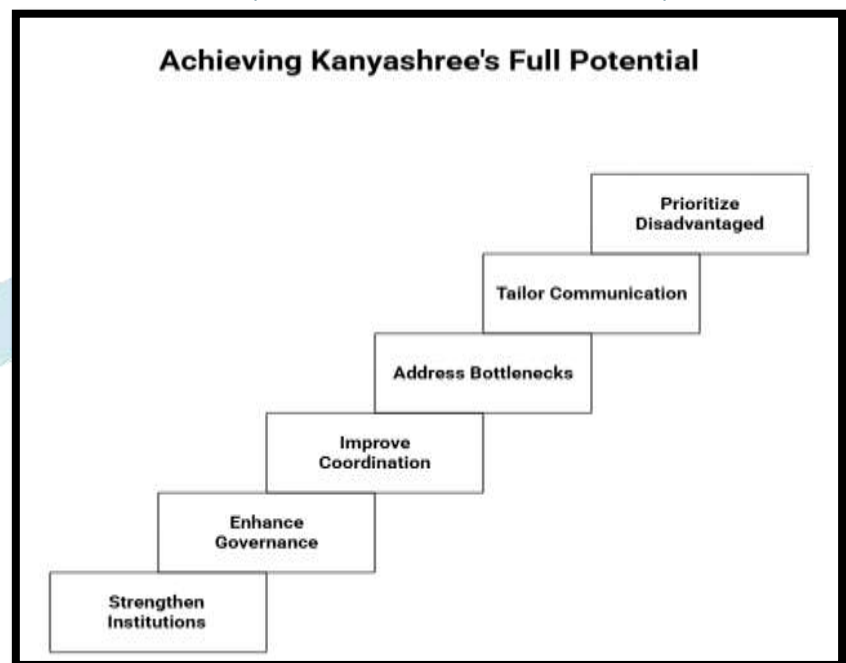 Achieving Kanyashree's Full Potential
Prioritize
Disadvantaged
Tailor Communication
Address Bottlenecks
Improve
Coordination
Enhance
Governance
Strengthen
Institutions